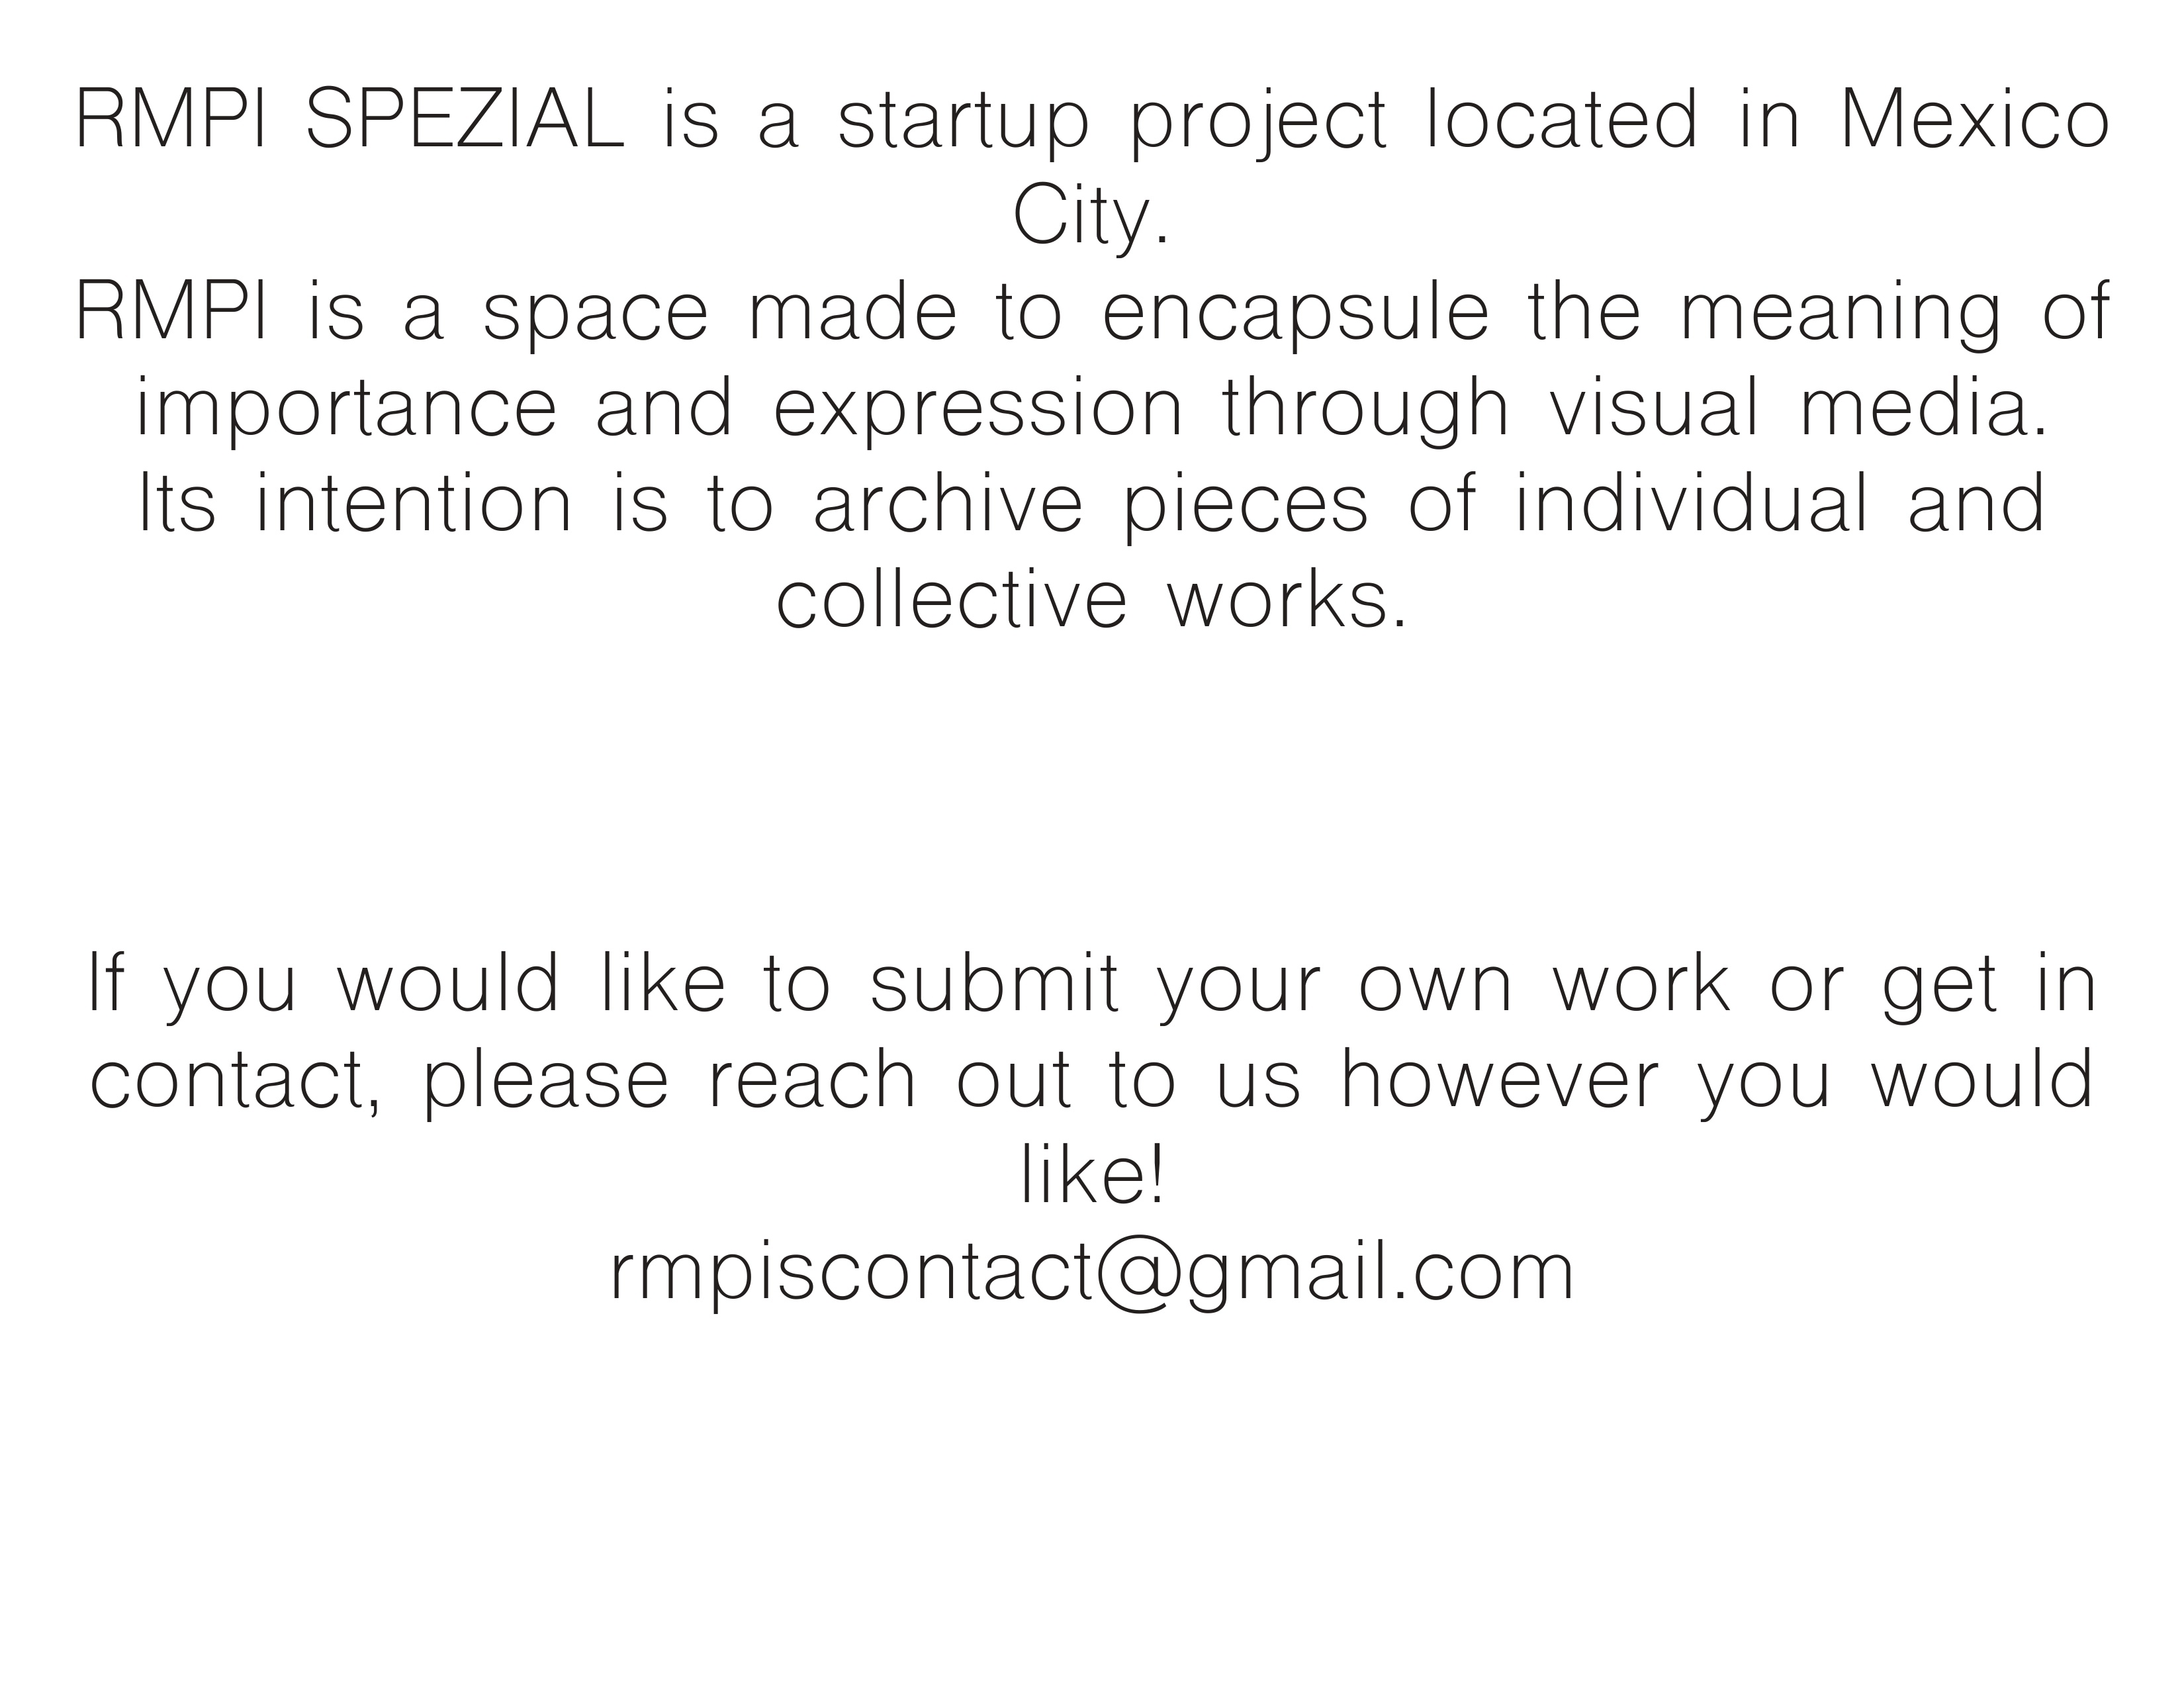 RMPI SPEZIAL is a startup project located in Mexico
City.
RMPI is a space made to encapsule the meaning of
importance and expression through visual media.
Its intention is to archive pieces of individual and
collective works.
If you would like to submit your own work or get in
contact, please reach out to us however you would
like!
rmpiscontact@gmail.com